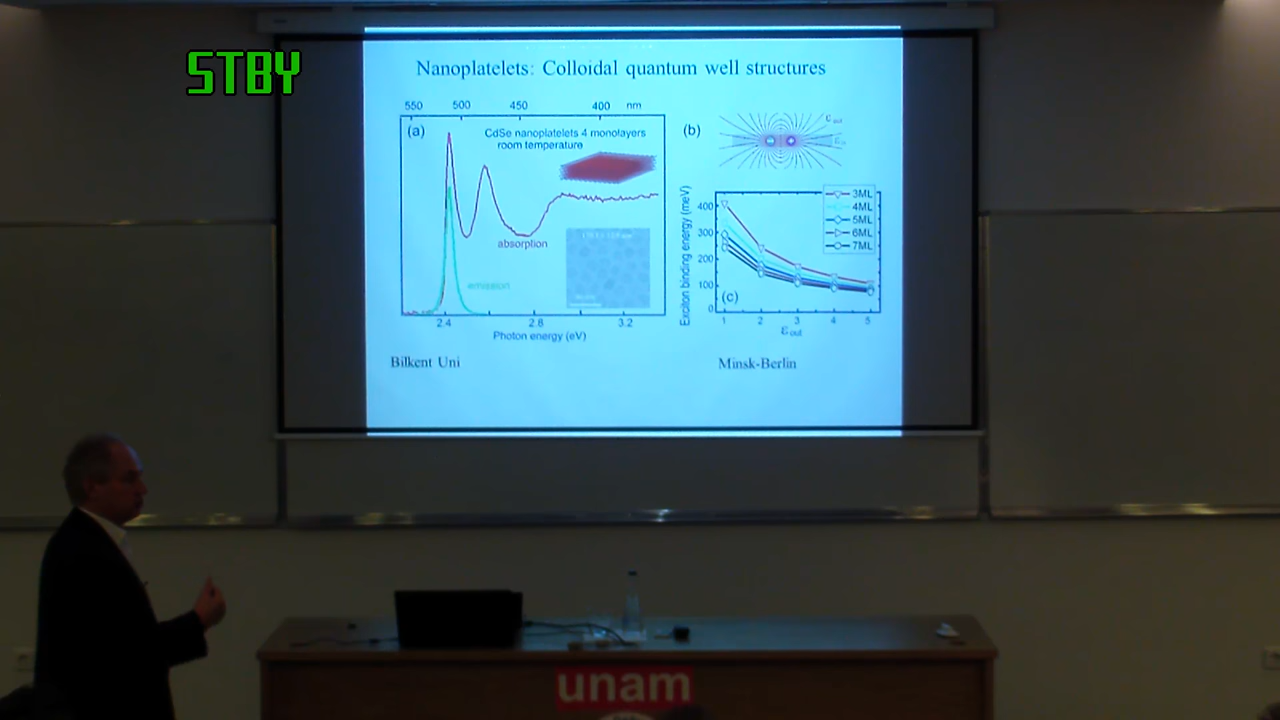 STBY
Nanoplatelets: Colloidal quantum well structures
550 500 450 400 nm
(a)
CdSe nanoplatelets 4 monolayers
room temperature
absorption
emission
2.4 2.8 3.2
Photon energy (eV)
Bilkent Uni
(b)
ε out
3ML
4ML
5ML
6ML
7ML
Exciton binding energy (meV)
400
300
200
100
0
(c)
1 2 3 4 5
ε out
Minsk-Berlin
unam